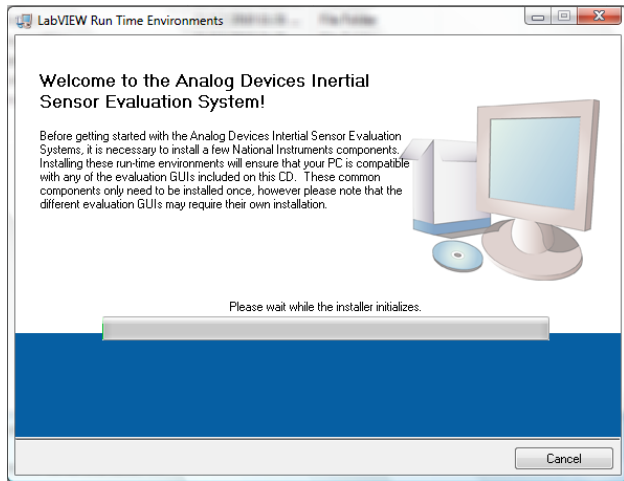 LabVIEW Run Time Environments
Welcome to the Analog Devices Inertial
Sensor Evaluation System!
Before getting started with the Analog Devices Intertial Sensor Evaluation
Systems, it is necessary to install a few National Instruments components.
Installing these run-time environments will ensure that your PC is compatible
with any of the evaluation GUIs included on this CD.  These common
components only need to be installed once, however please note that the
different evaluation GUIs may require their own installation.
Please wait while the installer initializes.
Cancel